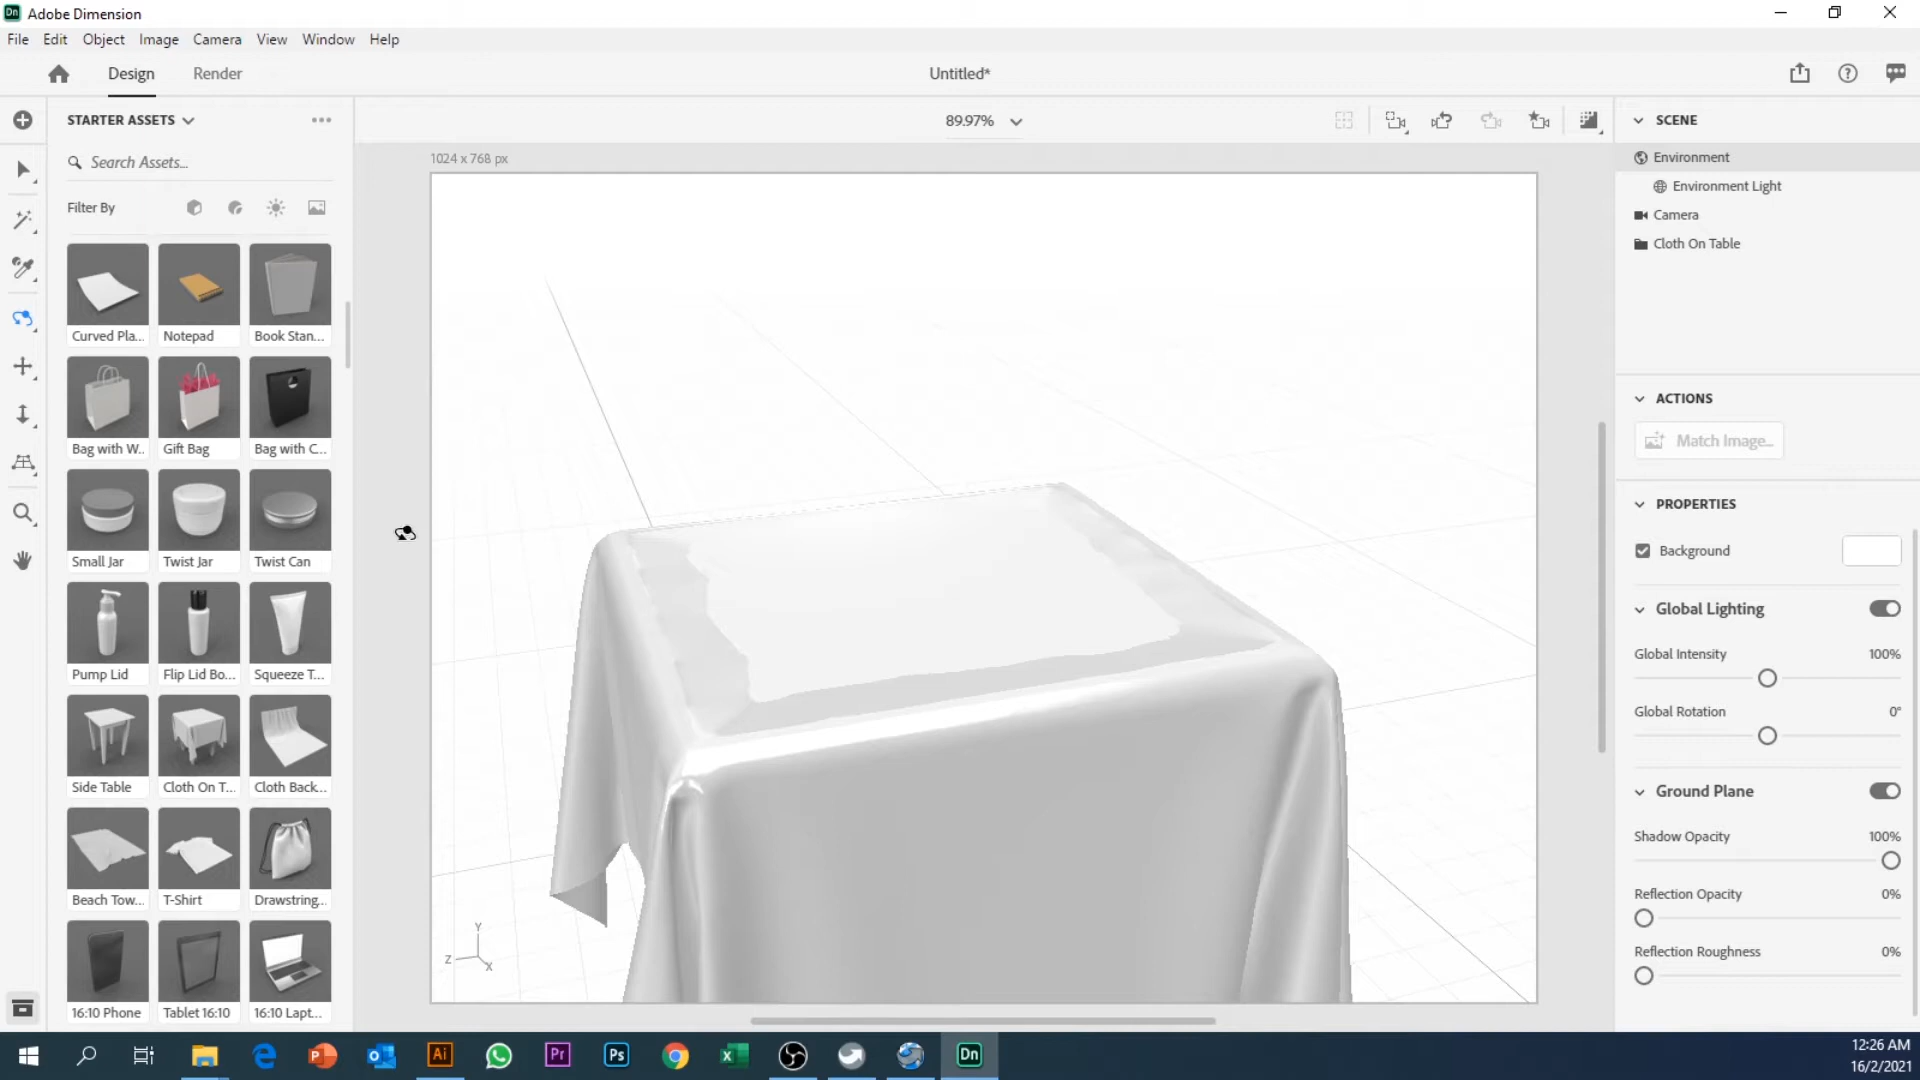 Dn Adobe Dimension
File Edit Object Image Camera View Window Help
Design Render Untitled*
STARTER ASSETS
Search Assets...
Filter By
Curved Pla... Notepad Book Stan...
Bag with W... Gift Bag Bag with C...
Small Jar Twist Jar Twist Can
Pump Lid Flip Lid Bo... Squeeze T...
Side Table Cloth On T... Cloth Back...
Beach Tow... T-Shirt Drawstring...
16:10 Phone Tablet 16:10 16:10 Lapt...
89.97%
1024 x 768 px
Y
Z
X
SCENE
Environment
Environment Light
Camera
Cloth On Table
ACTIONS
Match Image...
PROPERTIES
Background
Global Lighting
Global Intensity 100%
Global Rotation 0°
Ground Plane
Shadow Opacity 100%
Reflection Opacity 0%
Reflection Roughness 0%
Ai Pr Ps Dn
12:26 AM
16/2/2021